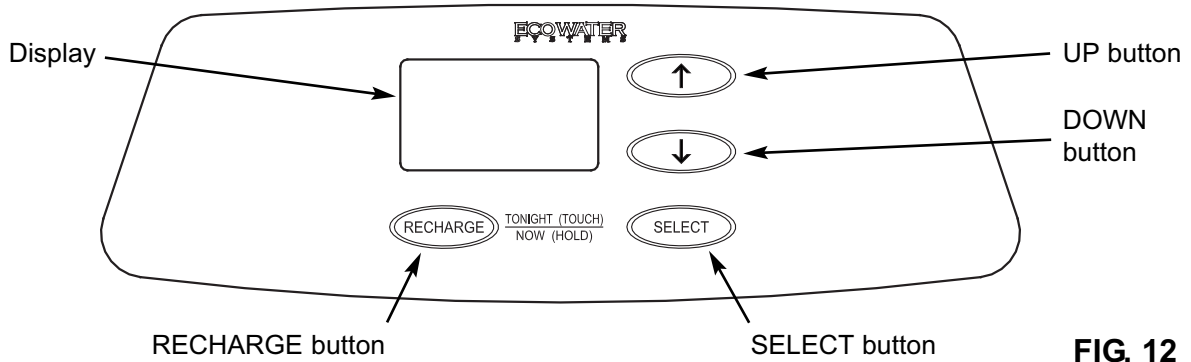 ECOWATER
SYSTEMS
Display
UP button
DOWN
button
RECHARGE
TONIGHT (TOUCH)
NOW (HOLD)
SELECT
RECHARGE button
SELECT button
FIG. 12